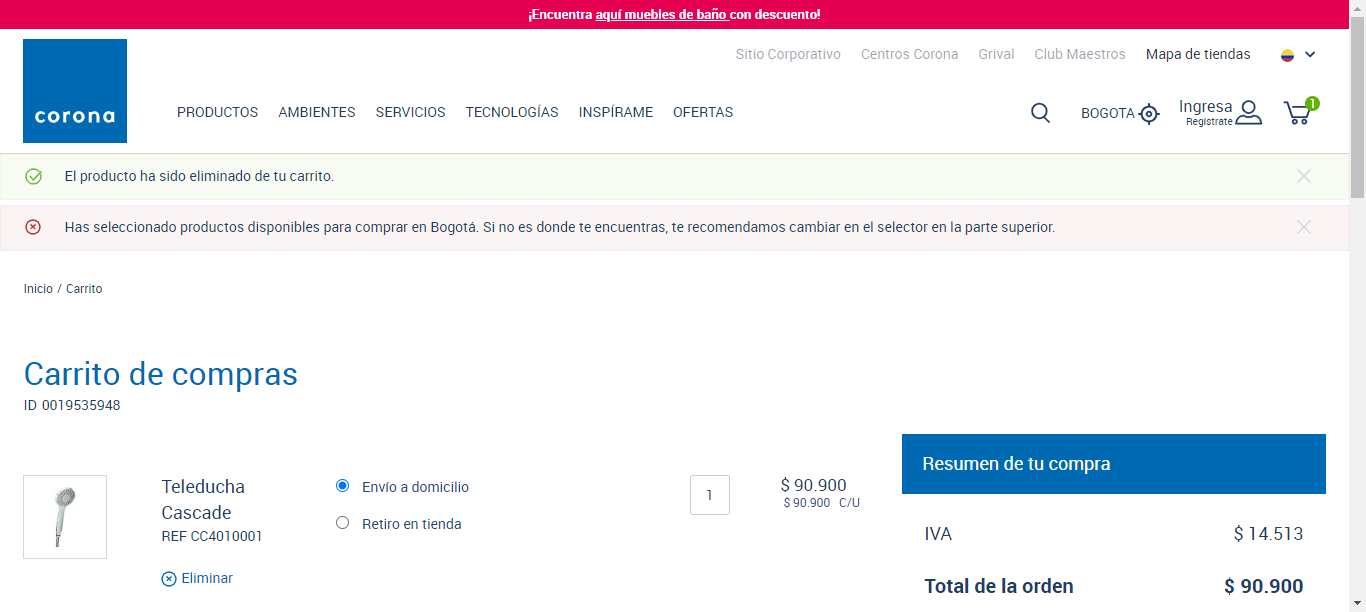 ¡Encuentra aquí muebles de baño con descuento!
Sitio Corporativo Centros Corona Grival Club Maestros Mapa de tiendas
corona
PRODUCTOS AMBIENTES SERVICIOS TECNOLOGÍAS INSPÍRAME OFERTAS
BOGOTA
Ingresa
Regístrate
1
El producto ha sido eliminado de tu carrito.
Has seleccionado productos disponibles para comprar en Bogotá. Si no es donde te encuentras, te recomendamos cambiar en el selector en la parte superior.
Inicio / Carrito
Carrito de compras
ID 0019535948
Teleducha
Cascade
REF CC4010001
Eliminar
Envío a domicilio
Retiro en tienda
1
$ 90.900
$ 90.900 C/U
Resumen de tu compra
IVA $ 14.513
Total de la orden $ 90.900